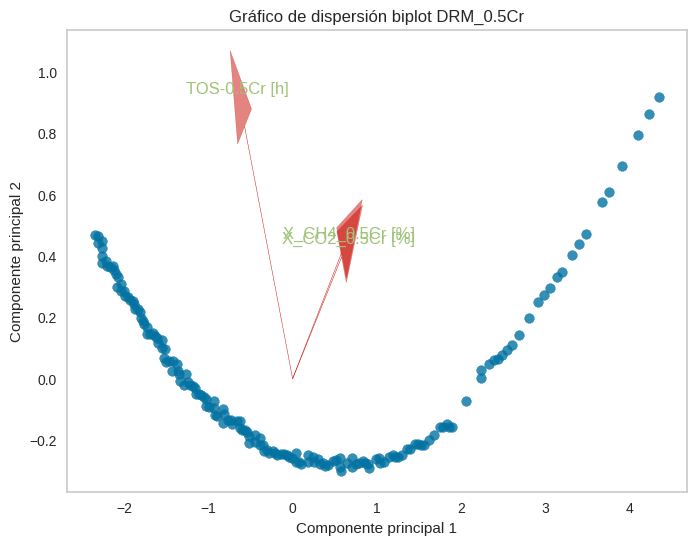 Gráfico de dispersión biplot DRM_0.5Cr
1.0
0.8
0.6
0.4
0.2
0.0
−0.2
Componente principal 2
TOS-0.5Cr [h]
X_CH4_0.5Cr [%]
X_CO2_0.5Cr [%]
−2
−1
0
1
2
3
4
Componente principal 1